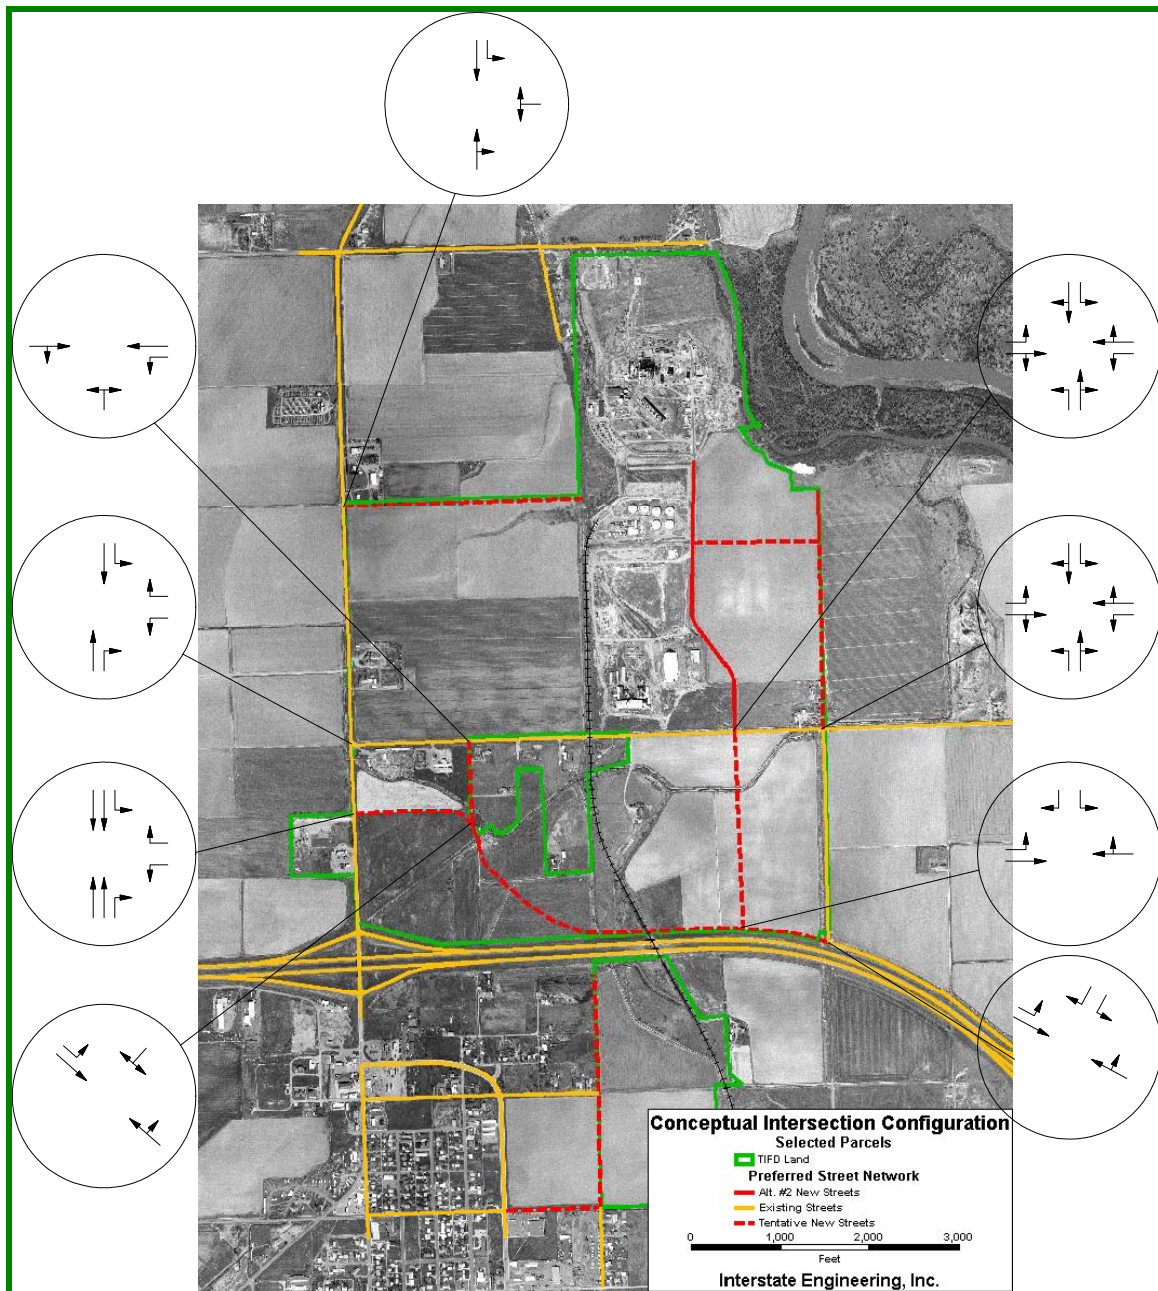 Conceptual Intersection Configuration
Selected Parcels
TIFD Land
Preferred Street Network
Alt. #2 New Streets
Existing Streets
Tentative New Streets
0 1,000 2,000 3,000
Feet
Interstate Engineering, Inc.